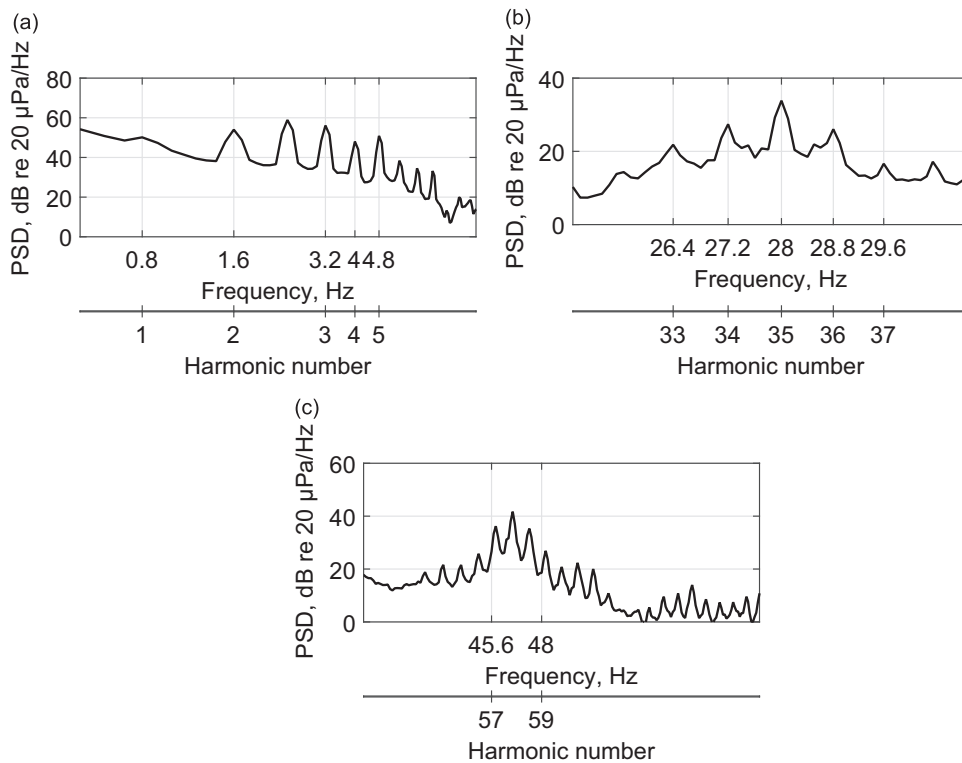 (a)
PSD, dB re 20 µPa/Hz
80
60
40
20
0
0.8 1.6 3.2 4 4.8
Frequency, Hz
1 2 3 4 5
Harmonic number
(b)
PSD, dB re 20 µPa/Hz
40
20
0
26.4 27.2 28 28.8 29.6
Frequency, Hz
33 34 35 36 37
Harmonic number
(c)
PSD, dB re 20 µPa/Hz
60
40
20
0
45.6 48
Frequency, Hz
57 59
Harmonic number